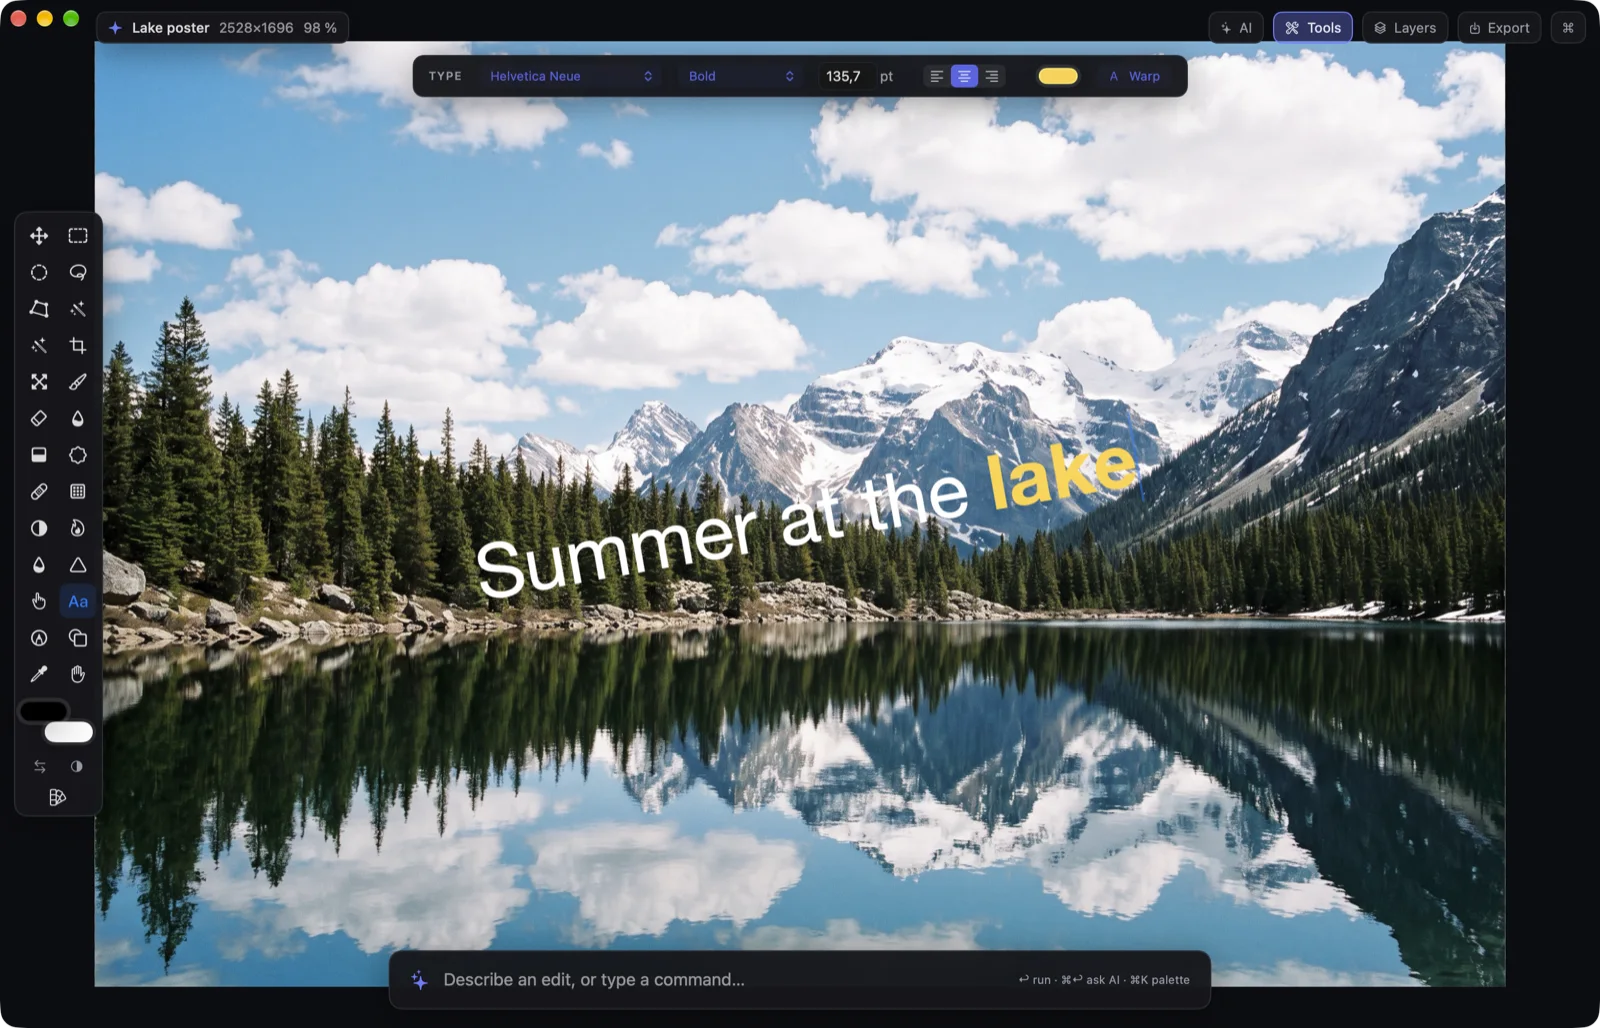 Lake poster 2528×1696 98 %
AI Tools Layers Export ⌘
TYPE Helvetica Neue Bold 135,7 pt A Warp
Summer at the lake
Aa
Describe an edit, or type a command... ↩ run · ⌘↩ ask AI · ⌘K palette